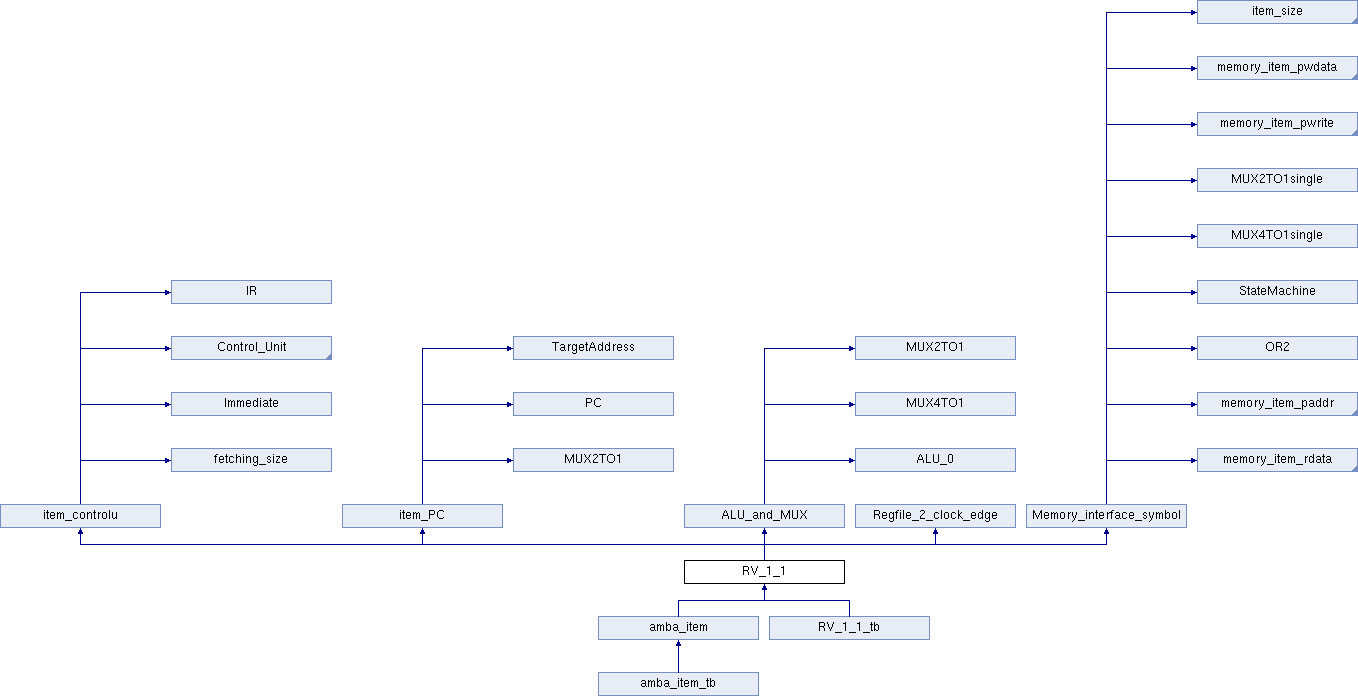 item_size
memory_item_pwdata
memory_item_pwrite
MUX2TO1single
MUX4TO1single
IR
StateMachine
Control_Unit
TargetAddress
MUX2TO1
OR2
Immediate
PC
MUX4TO1
memory_item_paddr
fetching_size
MUX2TO1
ALU_0
memory_item_rdata
item_controlu
item_PC
ALU_and_MUX
Regfile_2_clock_edge
Memory_interface_symbol
RV_1_1
amba_item
RV_1_1_tb
amba_item_tb